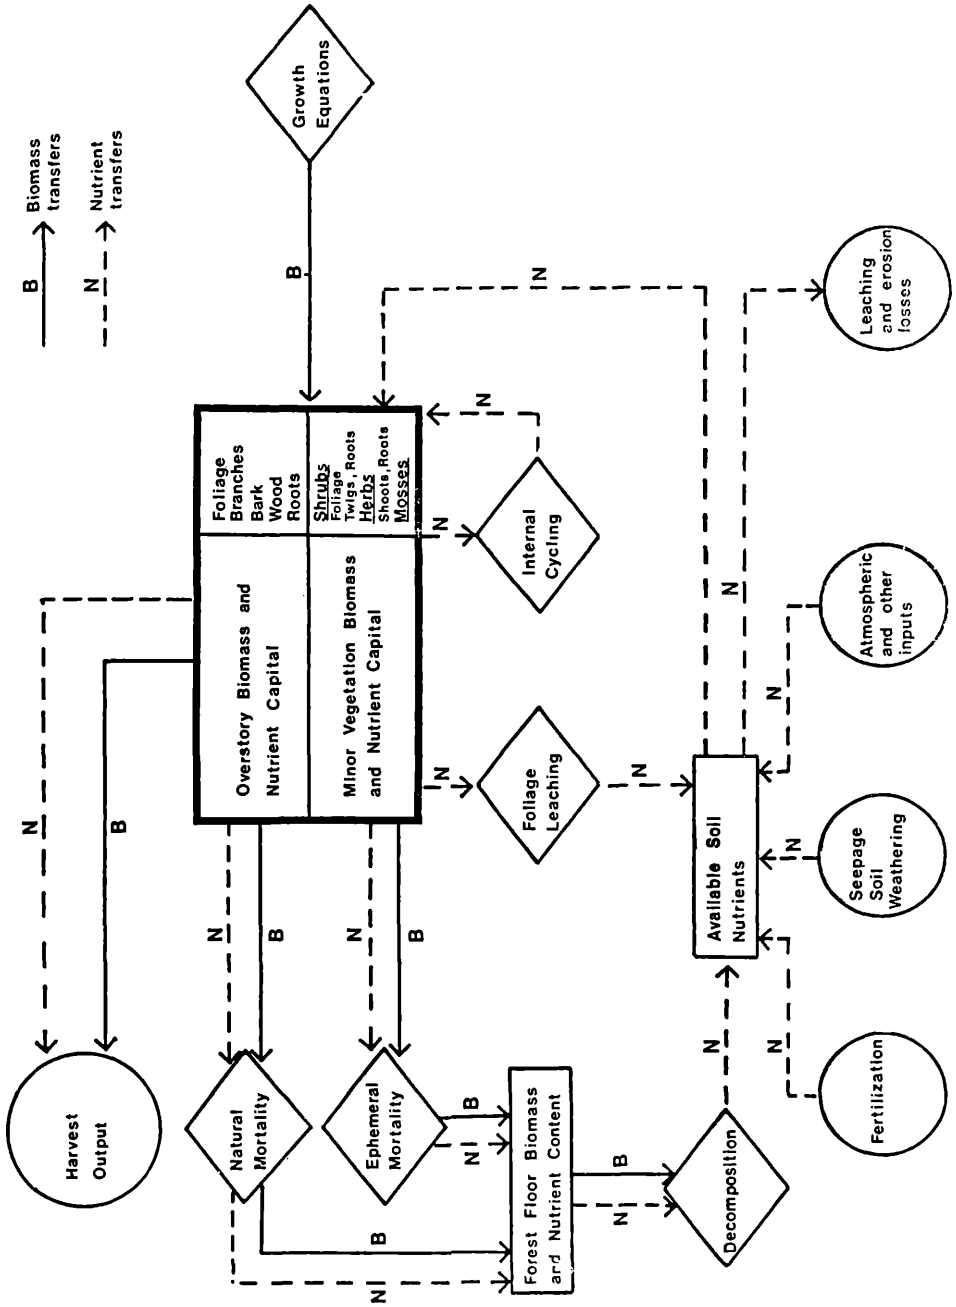 B
Biomass
transfers
N
Nutrient
transfers
Growth
Equations
B
Harvest
Output
N
B
Overstory Biomass and
Nutrient Capital
Foliage
Branches
Bark
Wood
Roots
Minor Vegetation Biomass
and Nutrient Capital
Shrubs
Foliage
Twigs, Roots
Herbs
Shoots, Roots
Mosses
Natural
Mortality
N
B
Ephemeral
Mortality
N
B
N
B
N
B
Forest Floor Biomass
and Nutrient Content
N
Foliage
Leaching
N
N
Internal
Cycling
N
N
N
B
Decomposition
N
Available Soil
Nutrients
N
N
Fertilization
N
Seepage
Soil
Weathering
N
Atmospheric
and other
inputs
Leaching
and erosion
losses